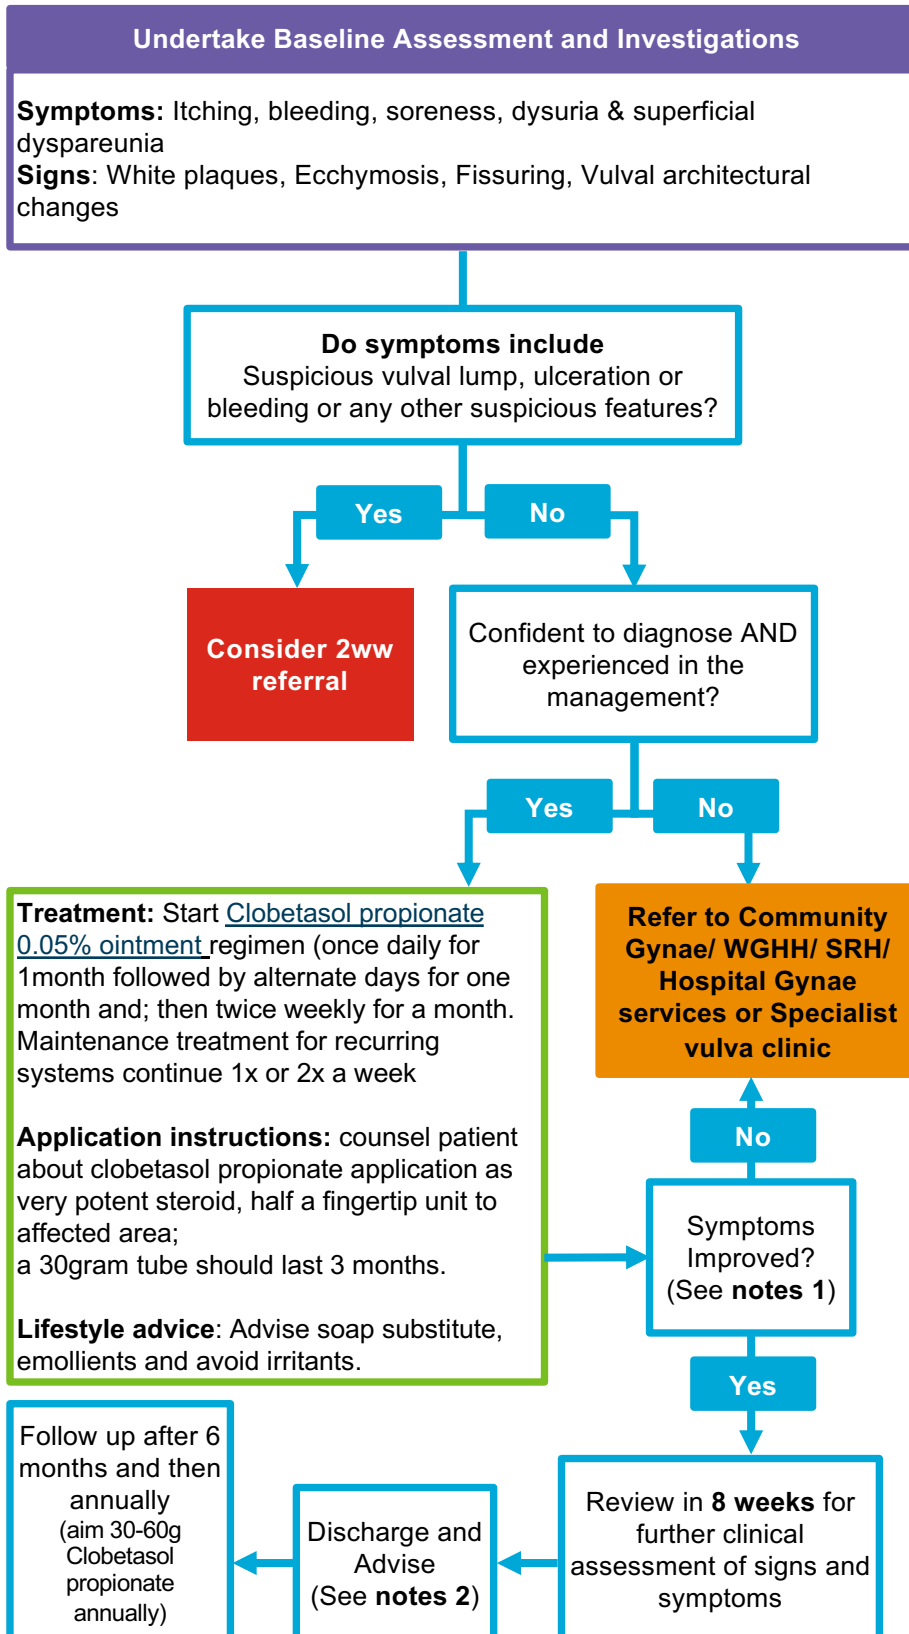 Undertake Baseline Assessment and Investigations
Symptoms: Itching, bleeding, soreness, dysuria & superficial
dyspareunia
Signs: White plaques, Ecchymosis, Fissuring, Vulval architectural
changes
Do symptoms include
Suspicious vulval lump, ulceration or
bleeding or any other suspicious features?
Yes
No
Consider 2ww
referral
Confident to diagnose AND
experienced in the
management?
Yes
No
Treatment: Start Clobetasol propionate
0.05% ointment regimen (once daily for
1month followed by alternate days for one
month and; then twice weekly for a month.
Maintenance treatment for recurring
systems continue 1x or 2x a week
Application instructions: counsel patient
about clobetasol propionate application as
very potent steroid, half a fingertip unit to
affected area;
a 30gram tube should last 3 months.
Lifestyle advice: Advise soap substitute,
emollients and avoid irritants.
Refer to Community
Gynae/ WGHH/ SRH/
Hospital Gynae
services or Specialist
vulva clinic
No
Symptoms
Improved?
(See notes 1)
Yes
Review in 8 weeks for
further clinical
assessment of signs and
symptoms
Discharge and
Advise
(See notes 2)
Follow up after 6
months and then
annually
(aim 30-60g
Clobetasol
propionate
annually)